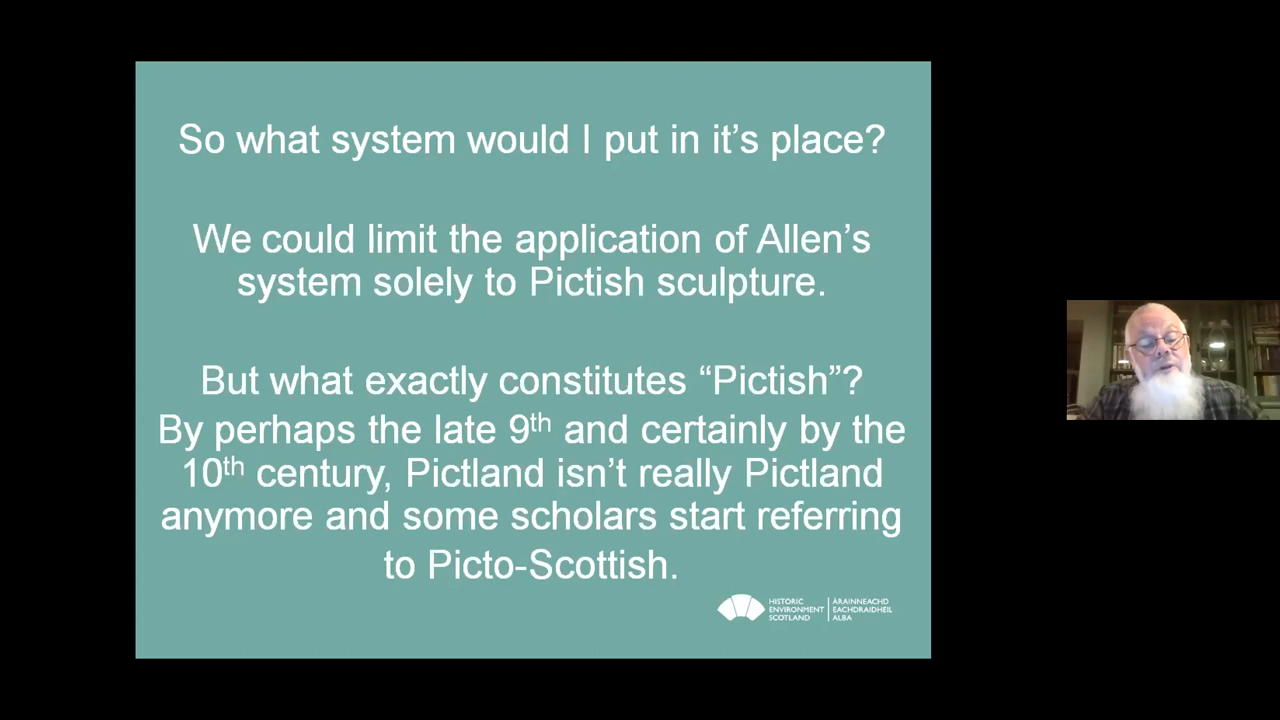 So what system would I put in it’s place?
We could limit the application of Allen’s
system solely to Pictish sculpture.
But what exactly constitutes “Pictish”?
By perhaps the late 9th and certainly by the
10th century, Pictland isn’t really Pictland
anymore and some scholars start referring
to Picto-Scottish.
HISTORIC
ENVIRONMENT
SCOTLAND
ÀRAINNEACHD
EACHDRAIDHEIL
ALBA